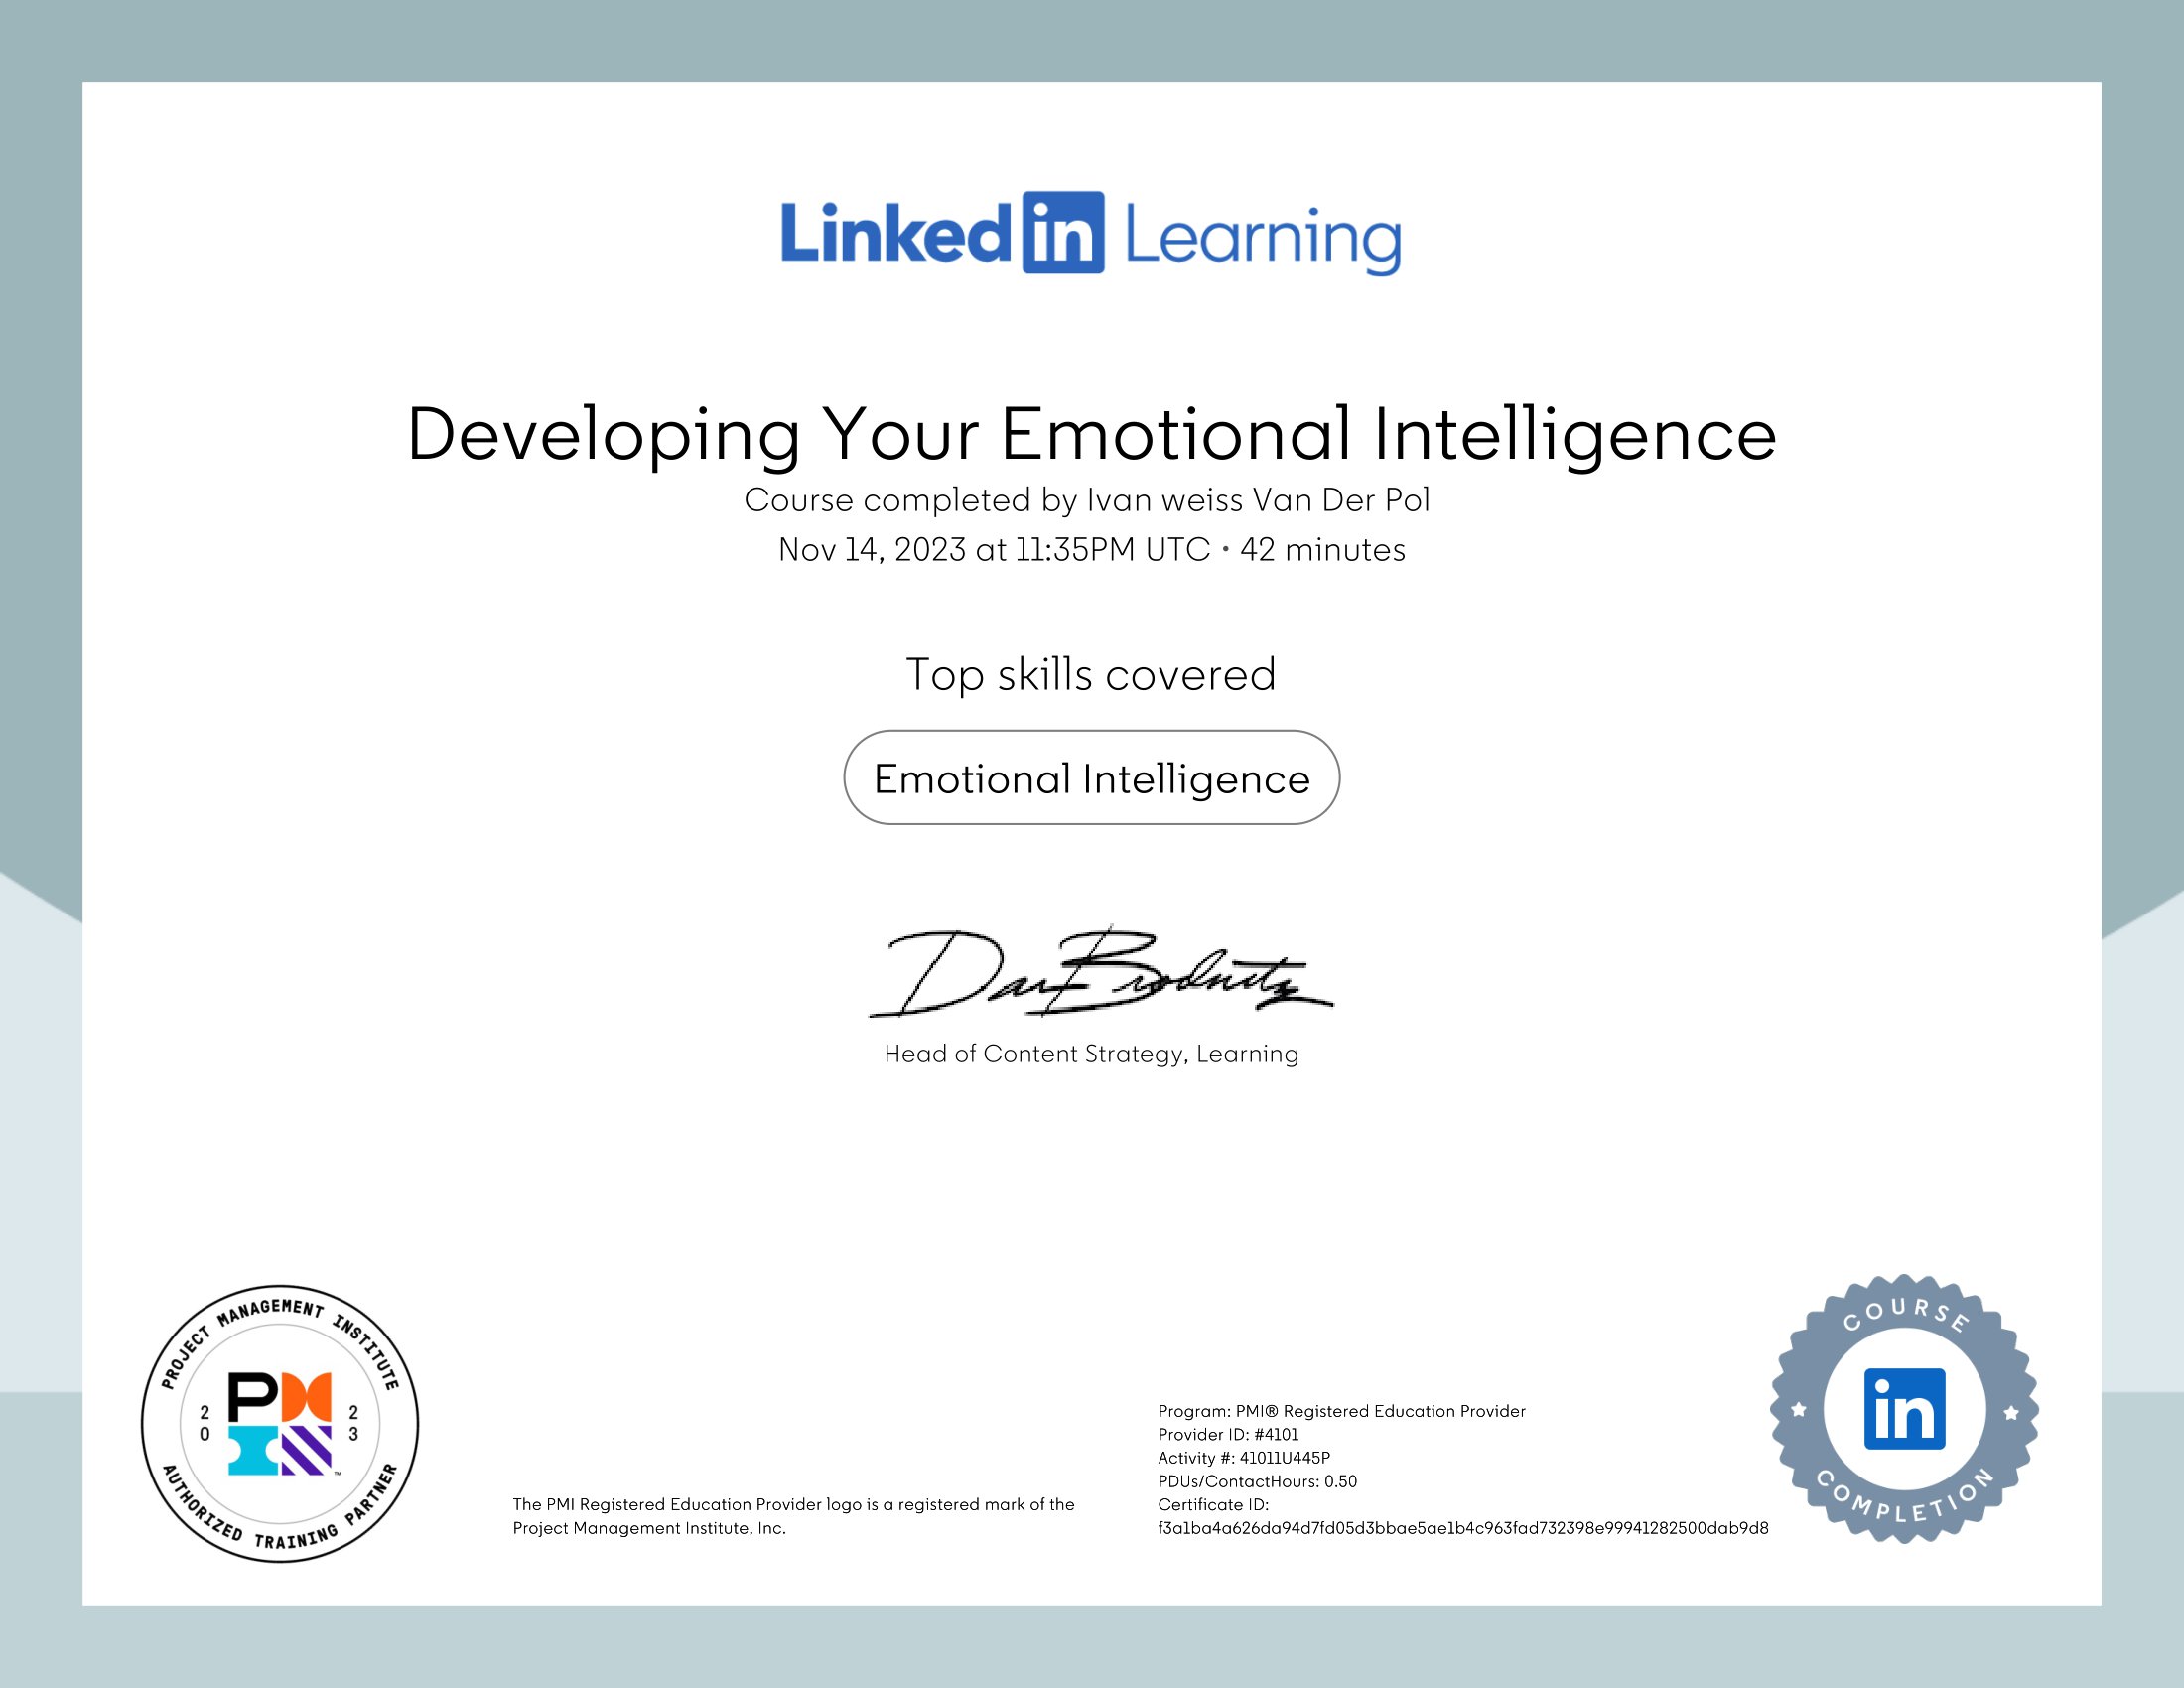 Linked in Learning
Developing Your Emotional Intelligence
Course completed by Ivan weiss Van Der Pol
Nov 14, 2023 at 11:35PM UTC • 42 minutes
Top skills covered
Emotional Intelligence
Dan Brodnitz
Head of Content Strategy, Learning
PROJECT MANAGEMENT INSTITUTE
2023
PM
™
AUTHORIZED TRAINING PARTNER
The PMI Registered Education Provider logo is a registered mark of the
Project Management Institute, Inc.
Program: PMI® Registered Education Provider
Provider ID: #4101
Activity #: 41011U445P
PDUs/ContactHours: 0.50
Certificate ID:
f3a1ba4a626da94d7fd05d3bbae5ae1b4c963fad732398e99941282500dab9d8
COURSE
in
COMPLETION